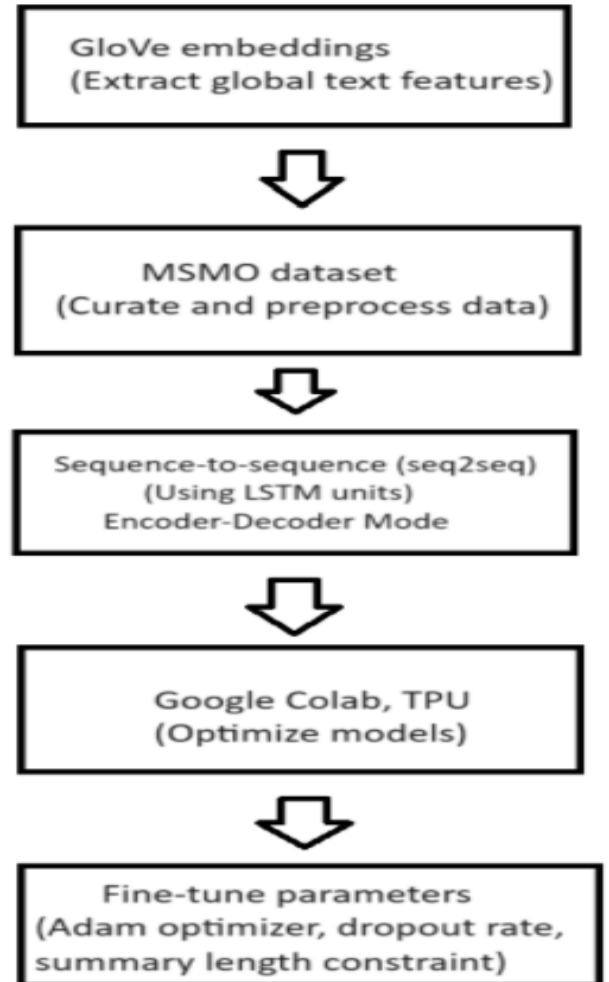 GloVe embeddings
(Extract global text features)
MSMO dataset
(Curate and preprocess data)
Sequence-to-sequence (seq2seq)
(Using LSTM units)
Encoder-Decoder Mode
Google Colab, TPU
(Optimize models)
Fine-tune parameters
(Adam optimizer, dropout rate,
summary length constraint)